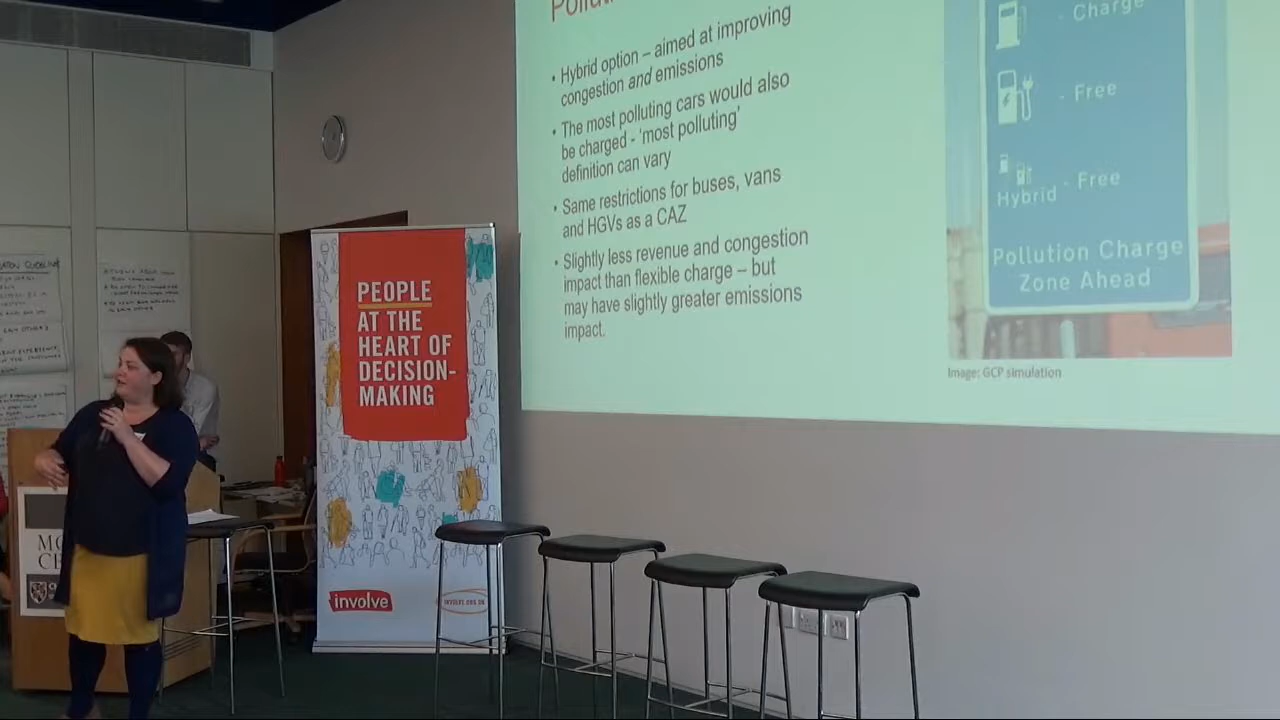 • Hybrid option – aimed at improving
congestion and emissions
• The most polluting cars would also
be charged - 'most polluting'
definition can vary
• Same restrictions for buses, vans
and HGVs as a CAZ
• Slightly less revenue and congestion
impact than flexible charge – but
may have slightly greater emissions
impact.
- Charge
- Free
Hybrid - Free
Pollution Charge
Zone Ahead
Image: GCP simulation
PEOPLE
AT THE
HEART OF
DECISION-
MAKING
involve
INVOLVE.ORG.UK